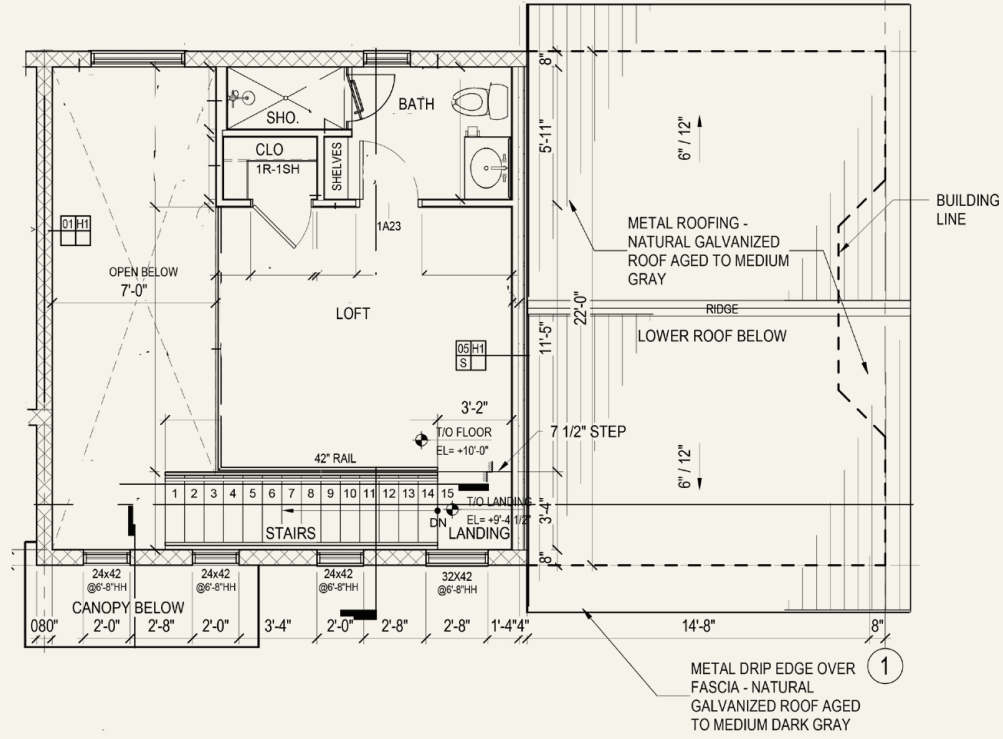 8"
BATH
SHO.
5'-11"
6" / 12"
CLO
1R-1SH
SHELVES
BUILDING
LINE
01 H1
1A23
METAL ROOFING -
NATURAL GALVANIZED
ROOF AGED TO MEDIUM
GRAY
OPEN BELOW
7'-0"
LOFT
22'-0"
RIDGE
LOWER ROOF BELOW
11'-5"
05 H1
S
3'-2"
T/O FLOOR
EL= +10'-0"
7 1/2" STEP
42" RAIL
6" / 12"
1 2 3 4 5 6 7 8 9 10 11 12 13 14 15
T/O LANDING
EL= +9'-4 1/2"
3'-4"
DN
STAIRS
LANDING
8"
24x42
@6'-8"HH
24x42
@6'-8"HH
24x42
@6'-8"HH
32X42
@6'-8"HH
CANOPY BELOW
080" 2'-0" 2'-8" 2'-0" 3'-4" 2'-0" 2'-8" 2'-8" 1'-4" 4" 14'-8" 8"
1
METAL DRIP EDGE OVER
FASCIA - NATURAL
GALVANIZED ROOF AGED
TO MEDIUM DARK GRAY